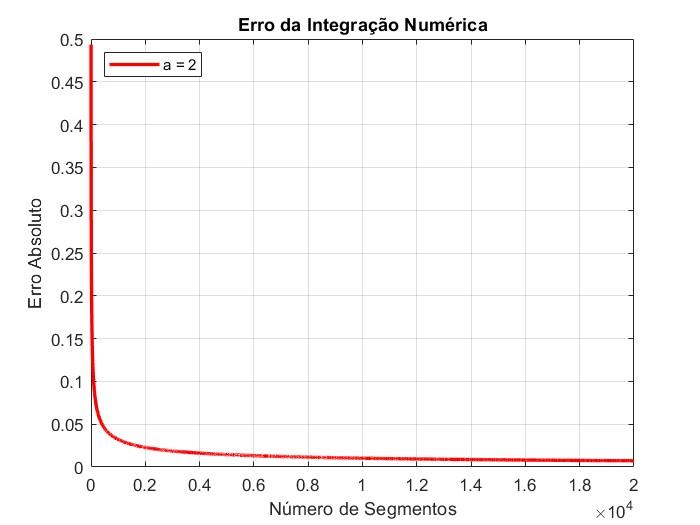 Erro da Integração Numérica
a = 2
Erro Absoluto
0.5
0.45
0.4
0.35
0.3
0.25
0.2
0.15
0.1
0.05
0
0 0.2 0.4 0.6 0.8 1 1.2 1.4 1.6 1.8 2
Número de Segmentos
×10⁴